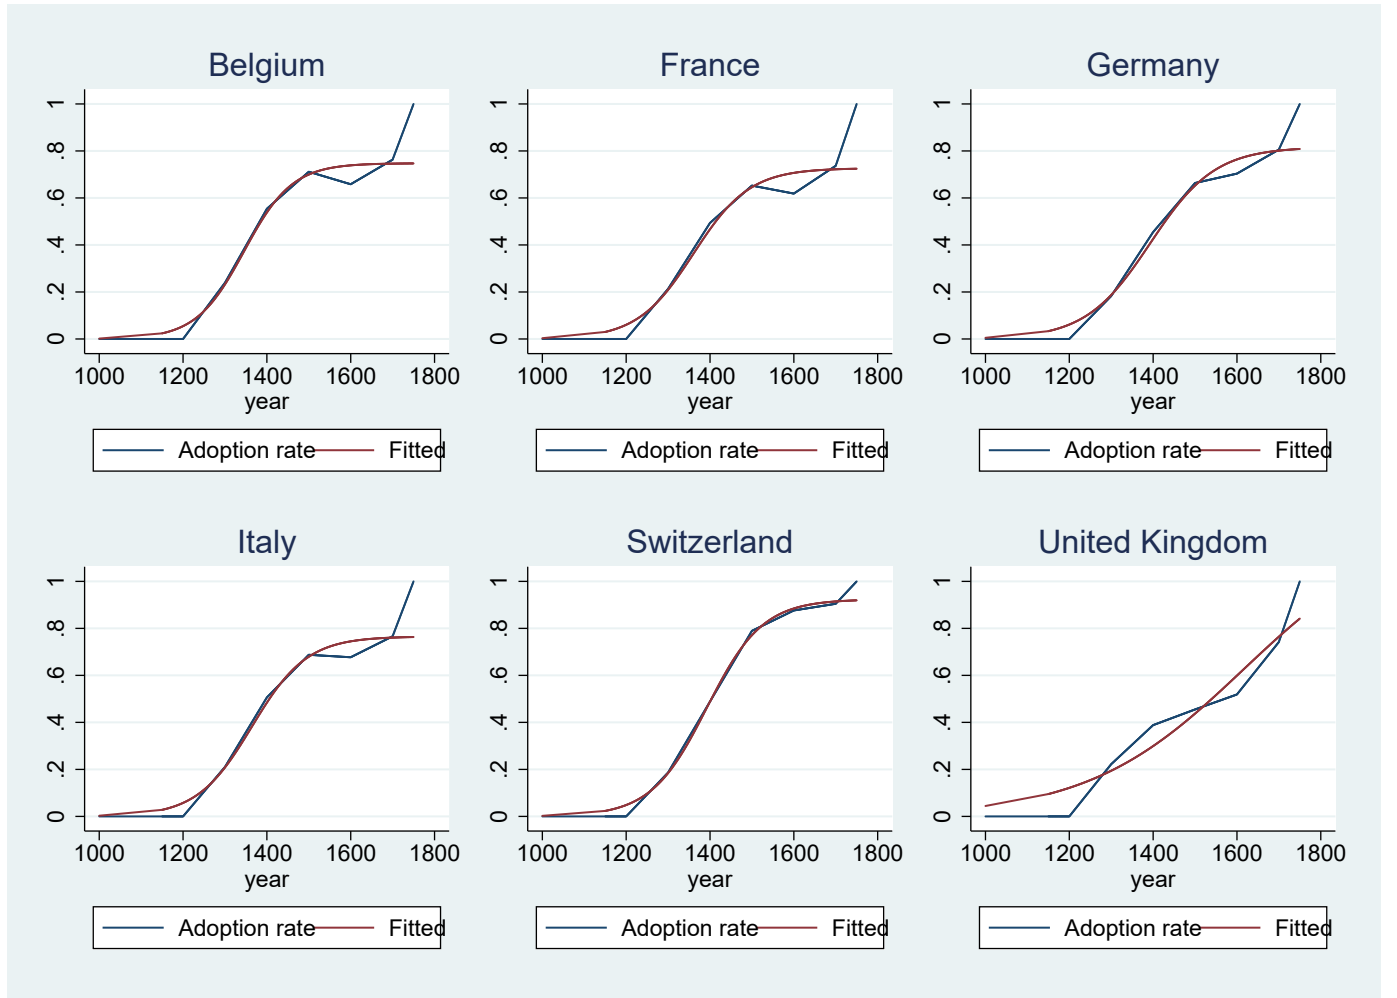 Belgium
1
.8
.6
.4
.2
0
1000 1200 1400 1600 1800
year
Adoption rate Fitted
France
1
.8
.6
.4
.2
0
1000 1200 1400 1600 1800
year
Adoption rate Fitted
Germany
1
.8
.6
.4
.2
0
1000 1200 1400 1600 1800
year
Adoption rate Fitted
Italy
1
.8
.6
.4
.2
0
1000 1200 1400 1600 1800
year
Adoption rate Fitted
Switzerland
1
.8
.6
.4
.2
0
1000 1200 1400 1600 1800
year
Adoption rate Fitted
United Kingdom
1
.8
.6
.4
.2
0
1000 1200 1400 1600 1800
year
Adoption rate Fitted